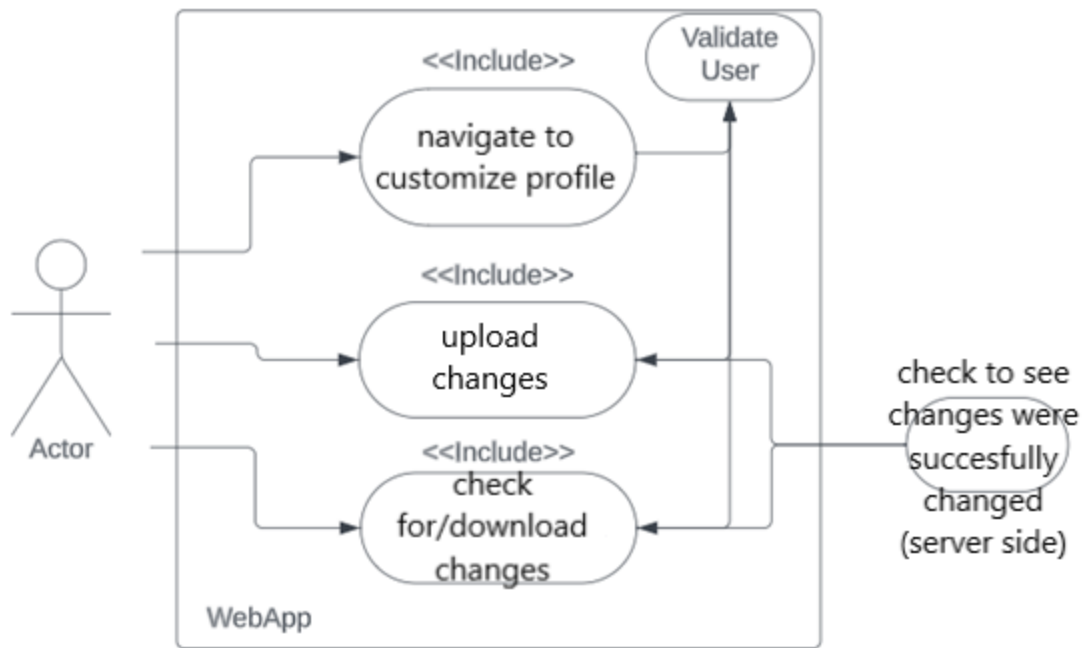 Validate
User
<<Include>>
navigate to
customize profile
<<Include>>
upload
changes
<<Include>>
check
for/download
changes
Actor
check to see
changes were
succesfully
changed
(server side)
WebApp